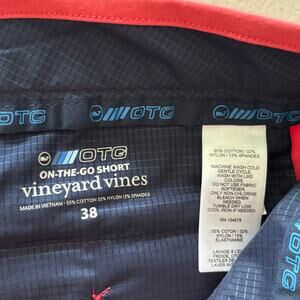 OTG
OTG
OTG
ON-THE-GO SHORT
vineyard vines
MADE IN VIETNAM • 55% COTTON 32% NYLON 13% SPANDEX
38
55% COTTON / 32%
NYLON / 13% SPANDEX
MACHINE WASH COLD
GENTLE CYCLE
WASH WITH LIKE
COLORS
DO NOT USE FABRIC
SOFTENER
ONLY NON-CHLORINE
BLEACH WHEN
NEEDED
TUMBLE DRY LOW
COOL IRON IF NEEDED
RN 134578
55% COTON / 32%
NYLON / 13%
ÉLASTHANNE
OTG